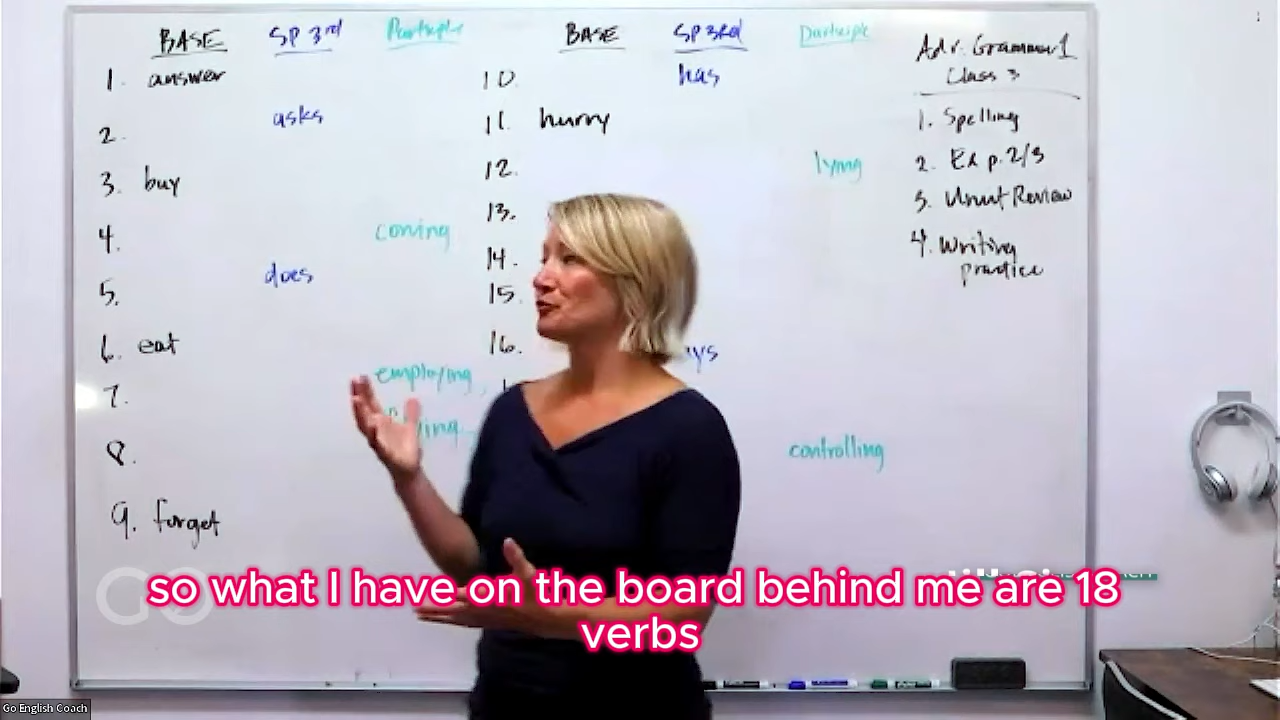 BASE SP 3rd Participle BASE SP 3rd Participle
Adv. Grammar 1
Class 3
1. answer
10. has
2. asks
11. hurry
1. Spelling
3. buy
12. lying
2. Ex p. 2/3
4. coming
13.
3. Unit Review
5. does
14.
4. Writing
practice
15.
6. eat
16.
employing
7.
8.
controlling
9. forget
GO
so what I have on the board behind me are 18
verbs
Go English Coach